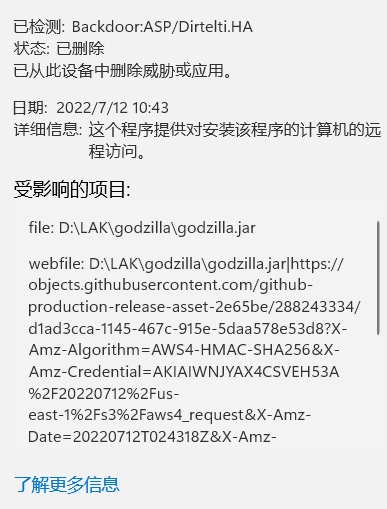 已检测: Backdoor:ASP/Dirtelti.HA
状态: 已删除
已从此设备中删除威胁或应用。
日期: 2022/7/12 10:43
详细信息: 这个程序提供对安装该程序的计算机的远
程访问。
受影响的项目:
file: D:\LAK\godzilla\godzilla.jar
webfile: D:\LAK\godzilla\godzilla.jar|https://
objects.githubusercontent.com/github-
production-release-asset-2e65be/288243334/
d1ad3cca-1145-467c-915e-5daa578e53d8?X-
Amz-Algorithm=AWS4-HMAC-SHA256&X-
Amz-Credential=AKIAIWNJYAX4CSVEH53A
%2F20220712%2Fus-
east-1%2Fs3%2Faws4_request&X-Amz-
Date=20220712T024318Z&X-Amz-
了解更多信息